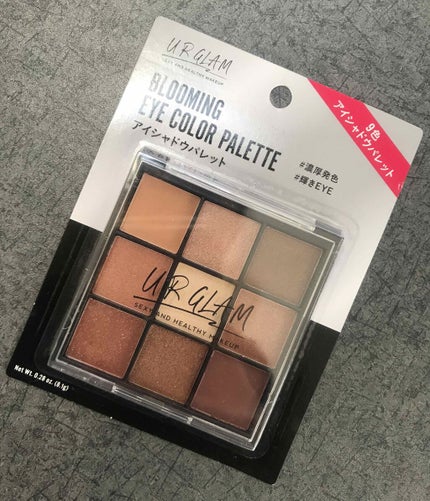 UR GLAM
SEXY AND HEALTHY MAKEUP
BLOOMING
EYE COLOR PALETTE
アイシャドウパレット
9色
アイシャドウパレット
#濃厚発色
#輝きEYE
UR GLAM
SEXY AND HEALTHY MAKEUP
Net Wt. 0.28 oz. (8.1g)